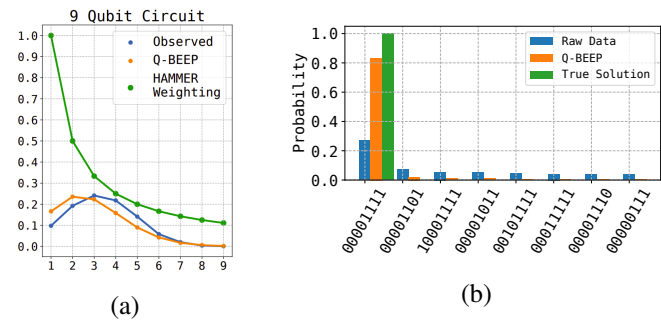 9 Qubit Circuit
1.0
0.9
0.8
0.7
0.6
0.5
0.4
0.3
0.2
0.1
0.0
Observed
Q-BEEP
HAMMER
Weighting
1 2 3 4 5 6 7 8 9
(a)
Probability
1.0
0.8
0.6
0.4
0.2
0.0
Raw Data
Q-BEEP
True Solution
00001111
00001101
10001111
00001011
00101111
00011111
00001110
00000111
(b)